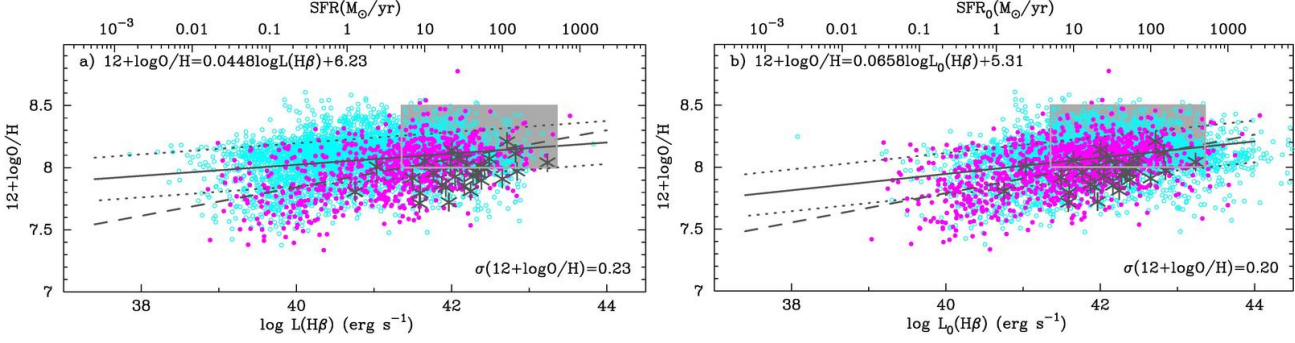 SFR(M⊙/yr)
10⁻³ 0.01 0.1 1 10 100 1000
a) 12+logO/H=0.0448logL(Hβ)+6.23
12+logO/H
8.5
8
7.5
7
σ(12+logO/H)=0.23
38 40 42 44
log L(Hβ) (erg s⁻¹)
SFR₀(M⊙/yr)
10⁻³ 0.01 0.1 1 10 100 1000
b) 12+logO/H=0.0658logL₀(Hβ)+5.31
12+logO/H
8.5
8
7.5
7
σ(12+logO/H)=0.20
38 40 42 44
log L₀(Hβ) (erg s⁻¹)